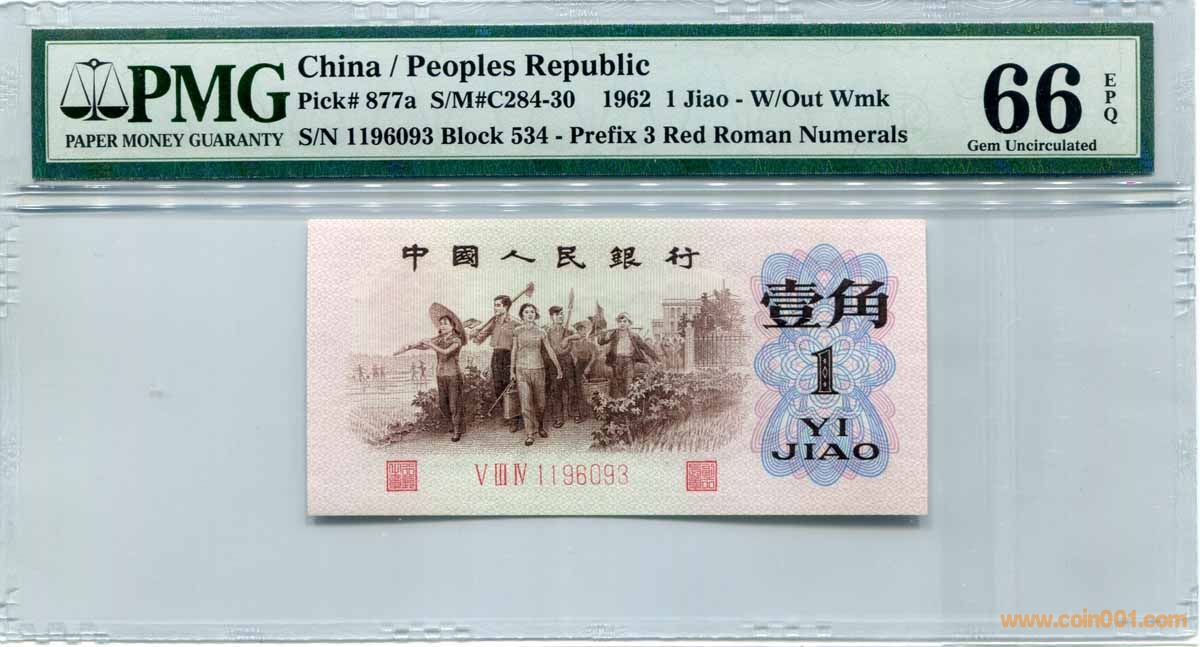 PMG
PAPER MONEY GUARANTY
China / Peoples Republic
Pick# 877a S/M#C284-30 1962 1 Jiao - W/Out Wmk
S/N 1196093 Block 534 - Prefix 3 Red Roman Numerals
66
EPQ
Gem Uncirculated
中國人民銀行
壹角
1
YI
JIAO
V III IV 1196093
www.coin001.com